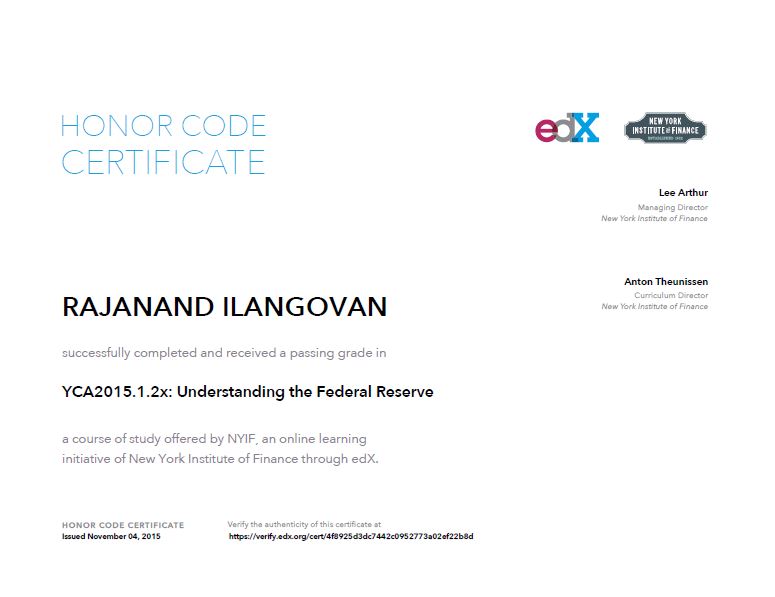 HONOR CODE
CERTIFICATE
edX
NEW YORK
INSTITUTE of FINANCE
ESTABLISHED 1922
Lee Arthur
Managing Director
New York Institute of Finance
Anton Theunissen
Curriculum Director
New York Institute of Finance
RAJANAND ILANGOVAN
successfully completed and received a passing grade in
YCA2015.1.2x: Understanding the Federal Reserve
a course of study offered by NYIF, an online learning
initiative of New York Institute of Finance through edX.
HONOR CODE CERTIFICATE
Issued November 04, 2015
Verify the authenticity of this certificate at
https://verify.edx.org/cert/4f8925d3dc7442c0952773a02ef22b8d